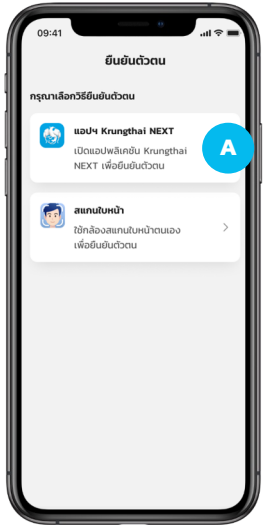 09:41
ยืนยันตัวตน
กรุณาเลือกวิธียืนยันตัวตน
แอปฯ Krungthai NEXT
เปิดแอปพลิเคชัน Krungthai
NEXT เพื่อยืนยันตัวตน
A
สแกนใบหน้า
ใช้กล้องสแกนใบหน้าตนเอง
เพื่อยืนยันตัวตน